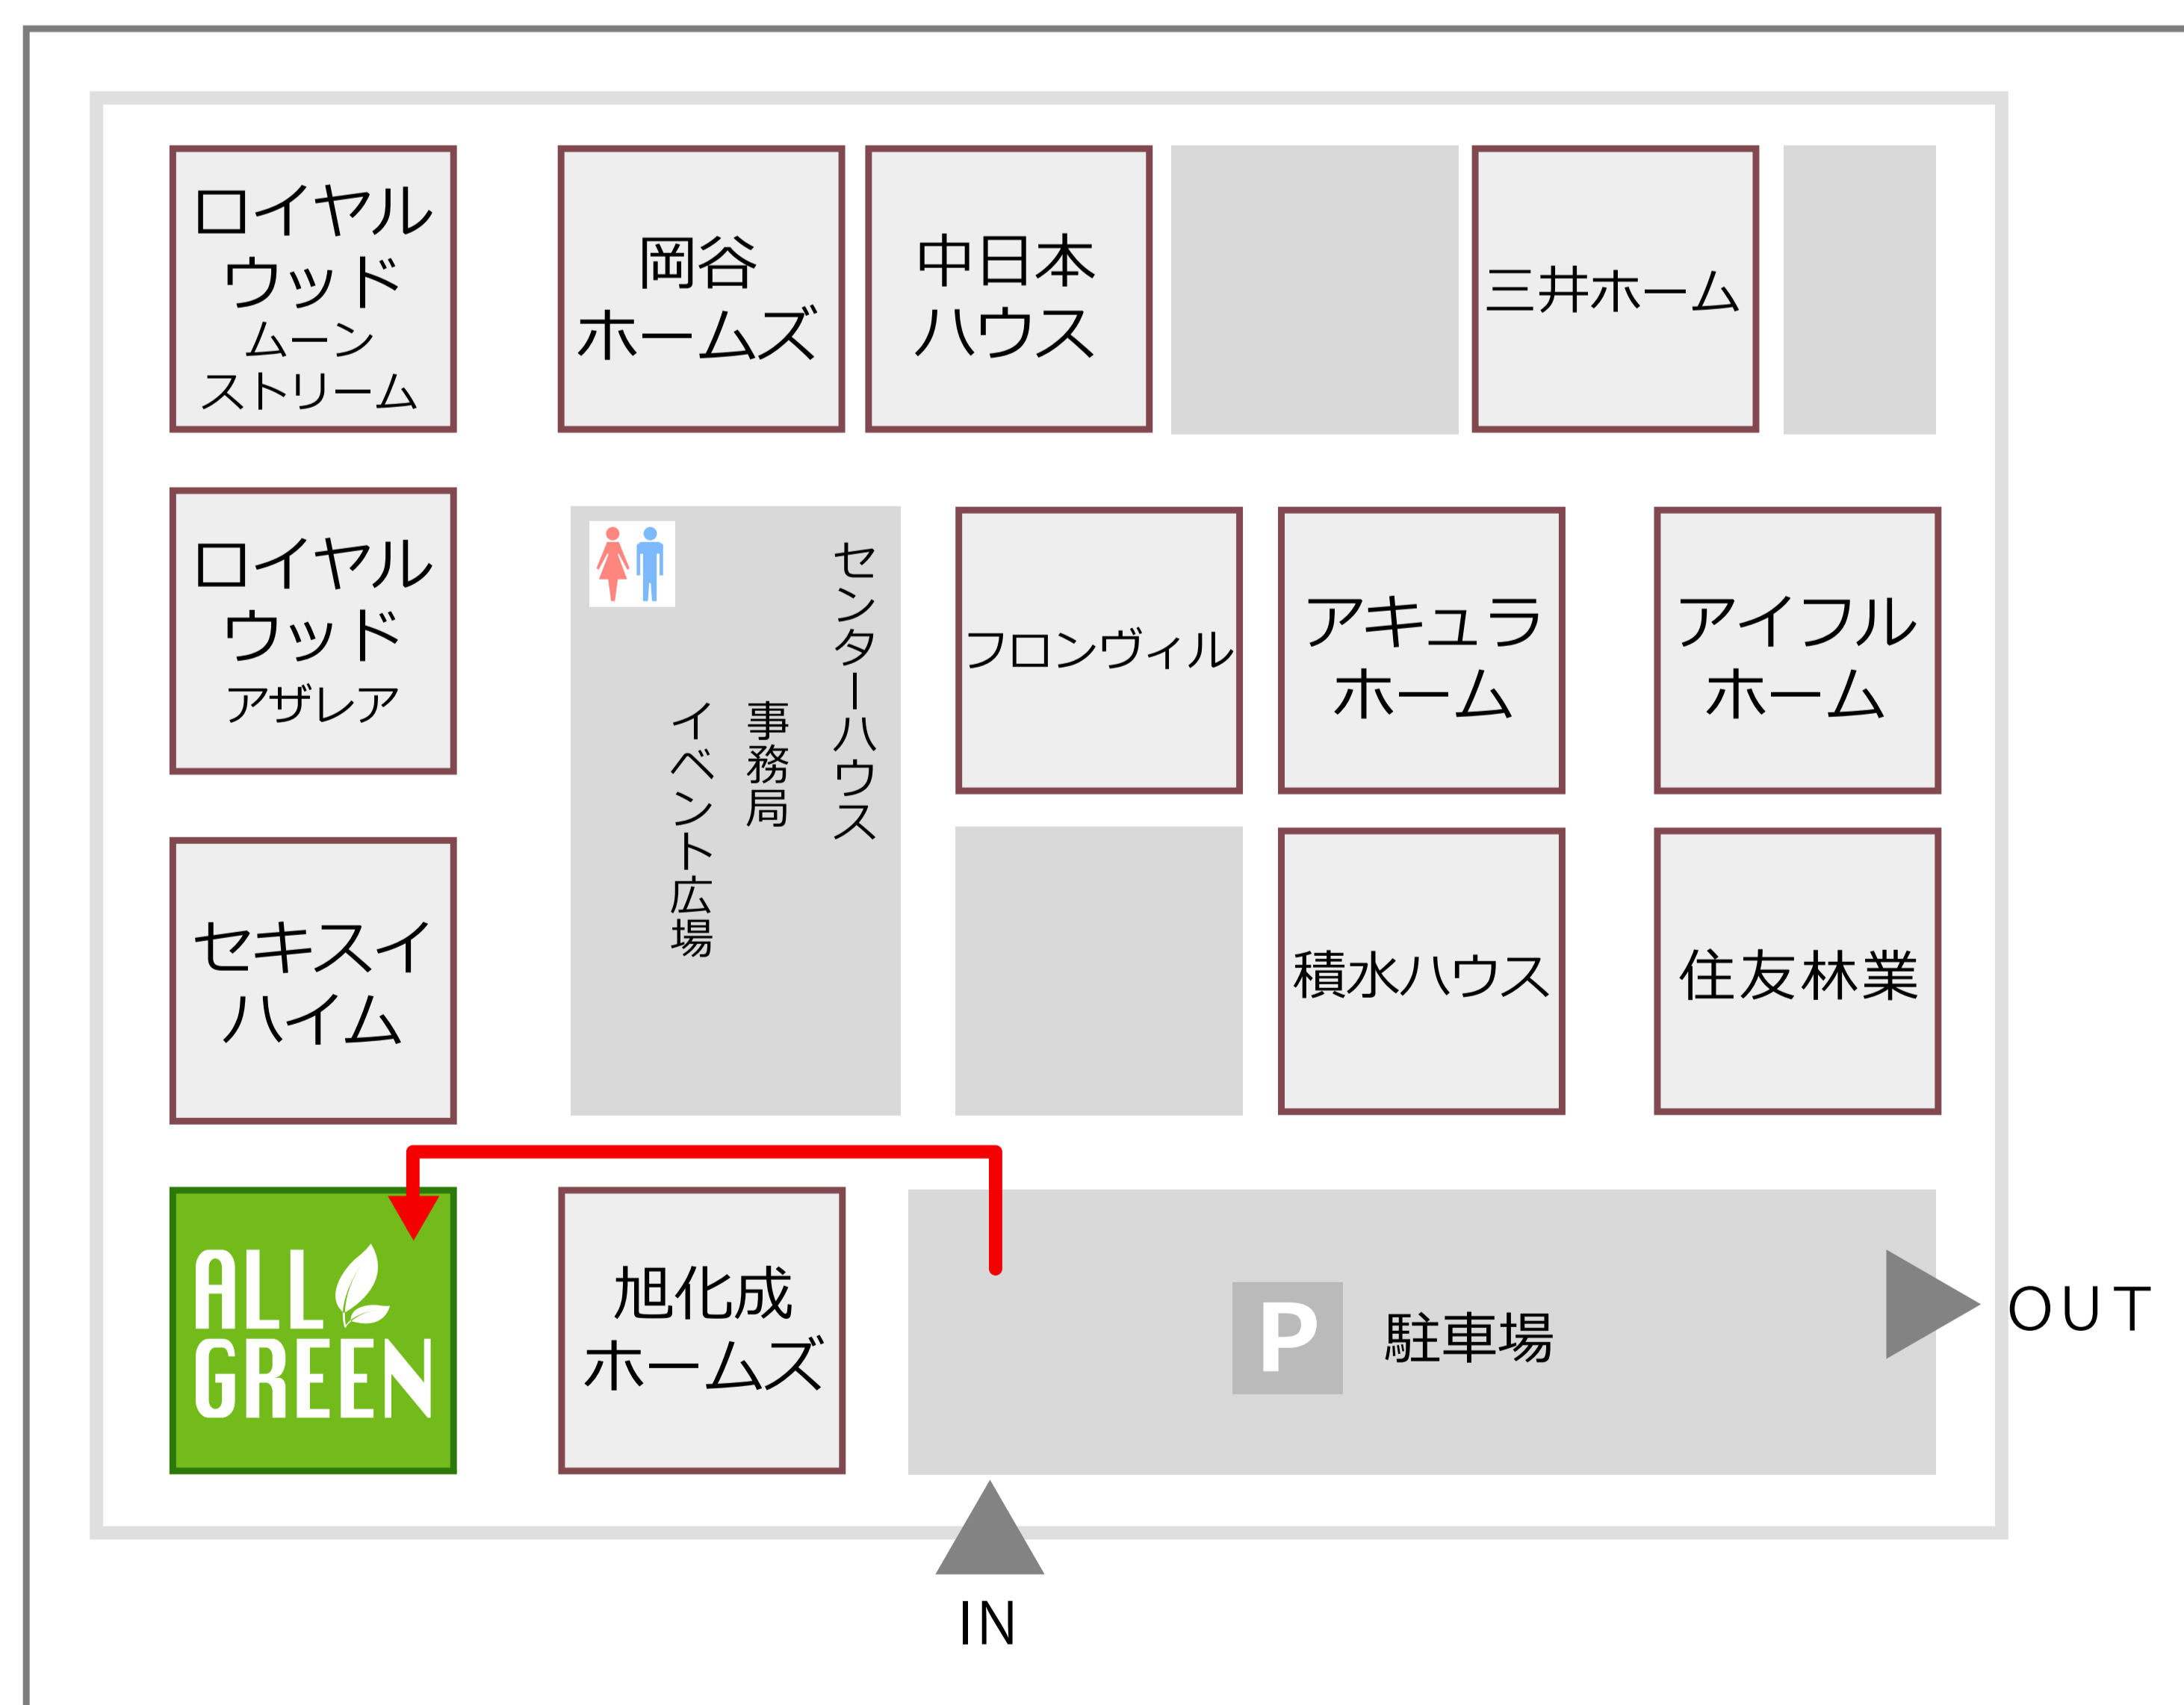 ロイヤル
ウッド
ム一ン
ストリーム
岡谷
ホームズ
中日本
ハウス
三井ホーム
ロイヤル
ウッド
アヴァ
セキスイ
ハイム
センターハウス
事務局
イベント広場
クロンヴィル
アキュラ
ホーム
アイフル
ホーム
積水ハウス
住友林業
ALL
GREEN
旭化成
ホームズ
P
駐車場
OUT
IN